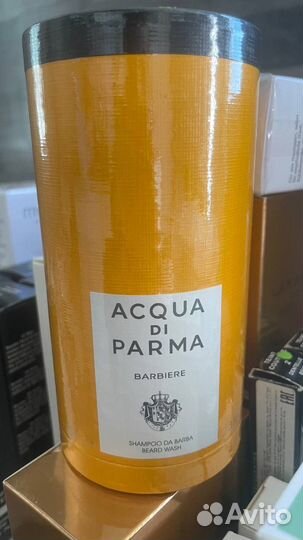 ACQUA
DI
PARMA
BARBIERE
SHAMPOO DA BARBA
BEARD WASH
Avito